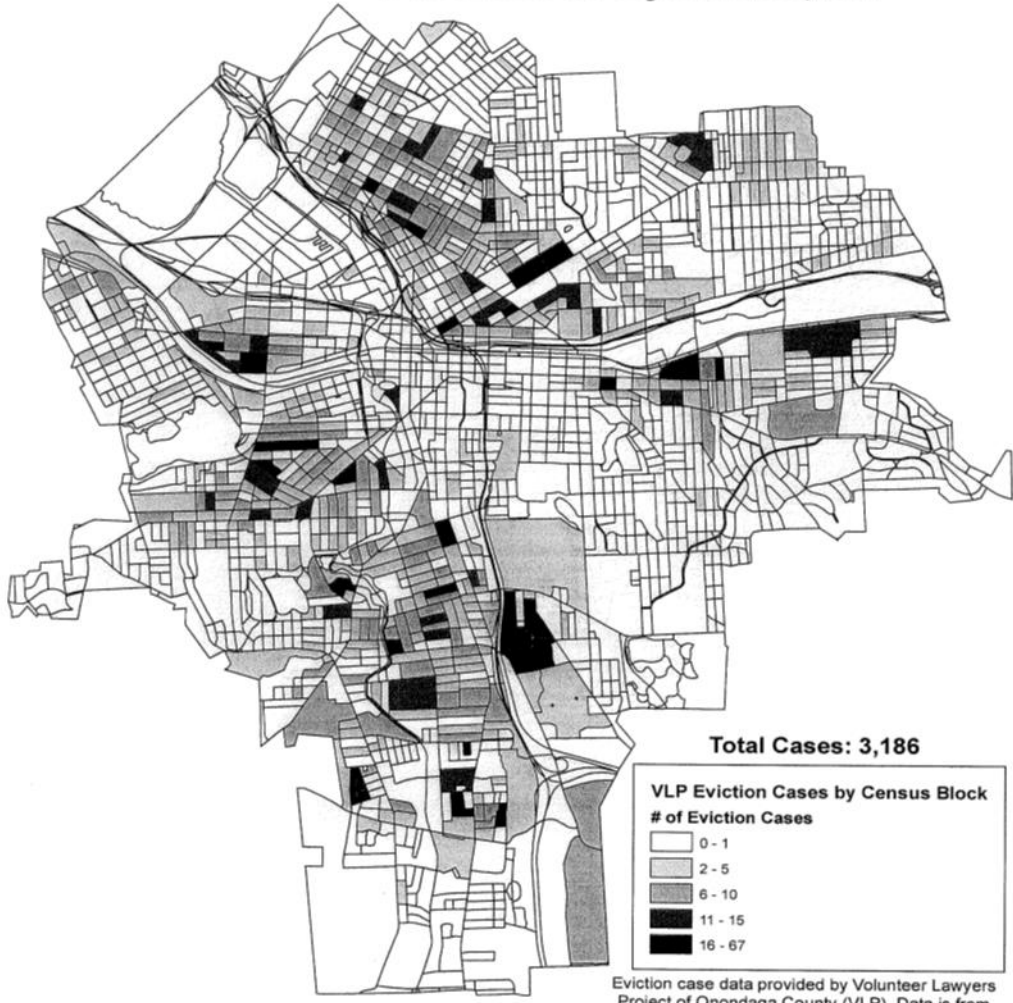 Total Cases: 3,186
VLP Eviction Cases by Census Block
# of Eviction Cases
0 - 1
2 - 5
6 - 10
11 - 15
16 - 67
Eviction case data provided by Volunteer Lawyers
Project of Onondaga County (VLP). Data is from